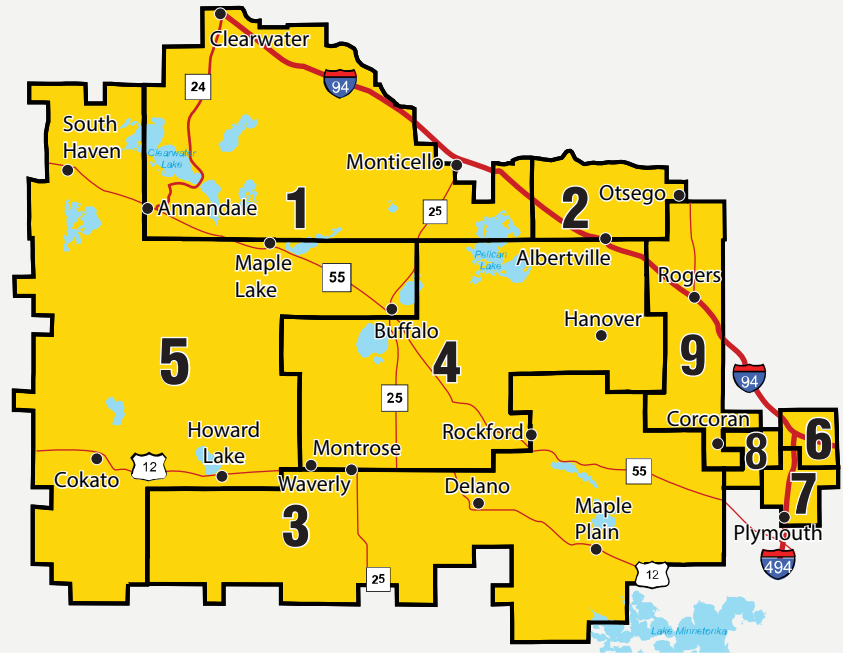 Clearwater
24
94
South
Haven
Clearwater
Lake
Monticello
Annandale
1
25
2
Otsego
Maple
Lake
55
Pelican
Lake
Albertville
Rogers
Buffalo
Hanover
5
4
9
94
25
Howard
Lake
Montrose
Rockford
Corcoran
8
6
12
Cokato
Waverly
Delano
55
7
3
Maple
Plain
Plymouth
25
12
494
Lake Minnetonka